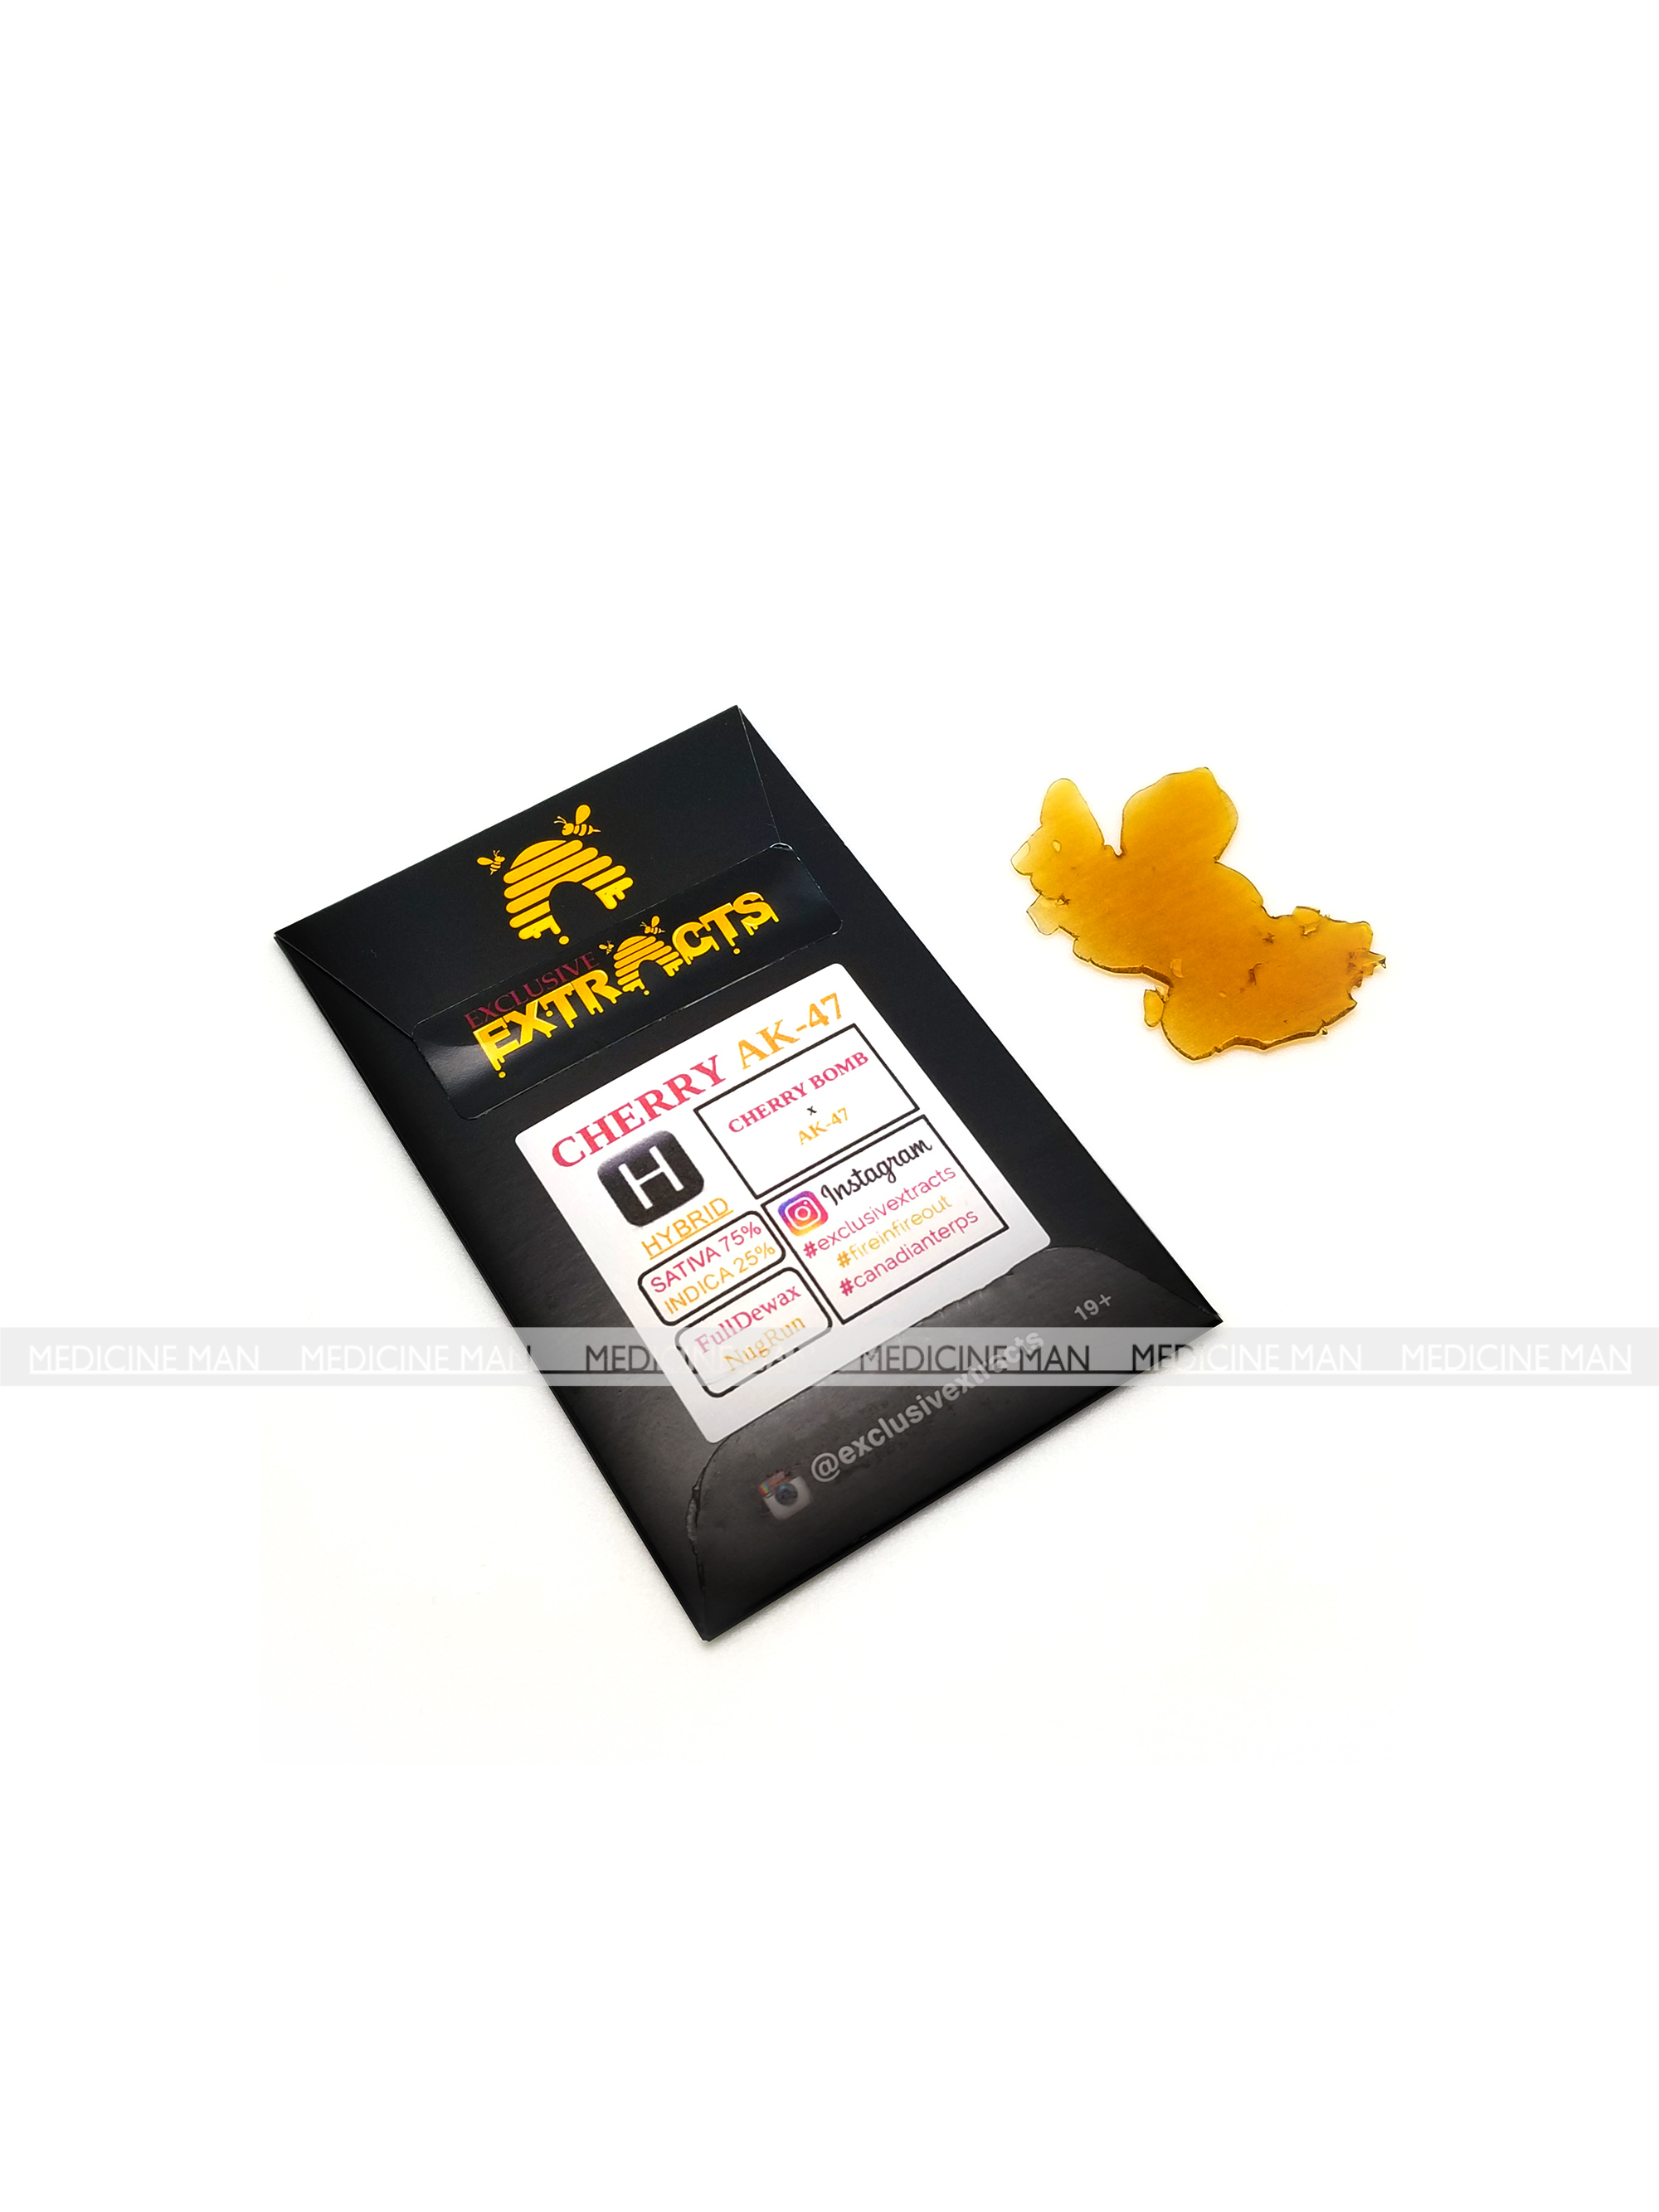 EXCLUSIVE
EXTRACTS
CHERRY AK-47
H
HYBRID
SATIVA 75%
INDICA 25%
FullDewax
NugRun
CHERRY BOMB
x
AK-47
Instagram
#exclusivextracts
#fireinfireout
#canadianterps
19+
@exclusivextracts
MEDICINE MAN MEDICINE MAN MEDICINE MAN MEDICINE MAN MEDICINE MAN MEDICINE MAN